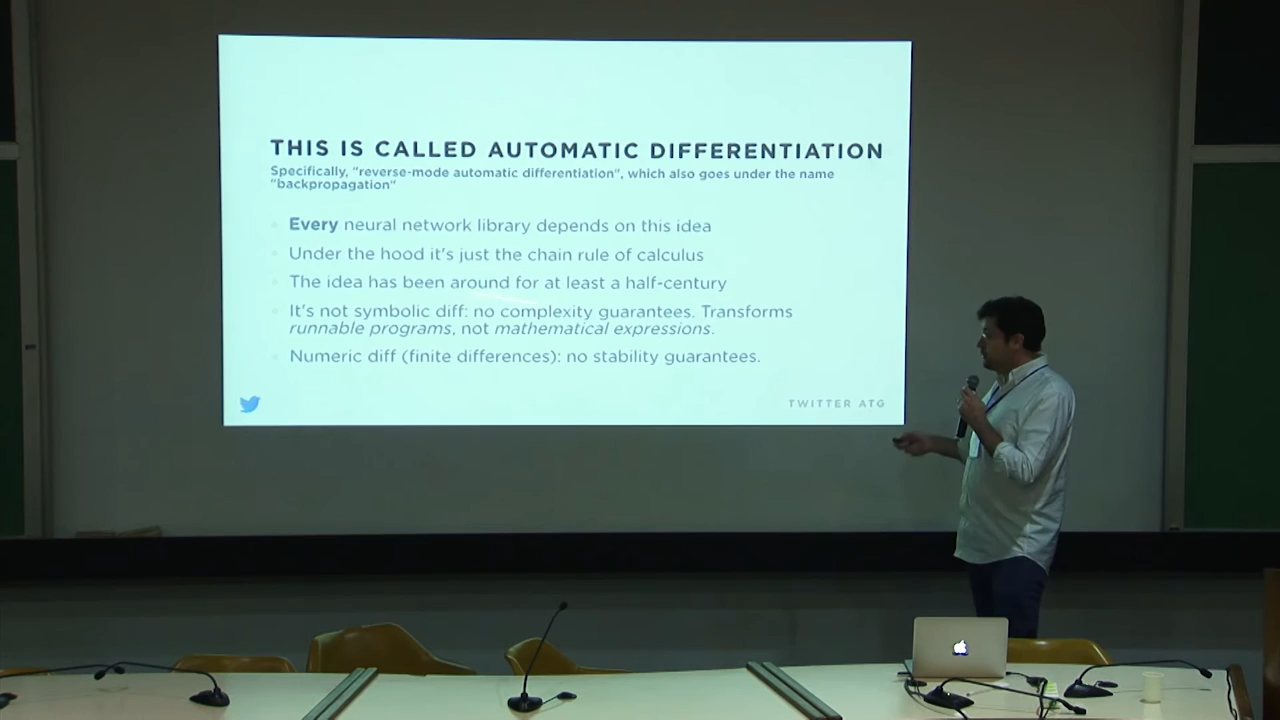 THIS IS CALLED AUTOMATIC DIFFERENTIATION
Specifically, "reverse-mode automatic differentiation", which also goes under the name
"backpropagation"
Every neural network library depends on this idea
Under the hood it's just the chain rule of calculus
The idea has been around for at least a half-century
It's not symbolic diff: no complexity guarantees. Transforms
runnable programs, not mathematical expressions.
Numeric diff (finite differences): no stability guarantees.
TWITTER ATG